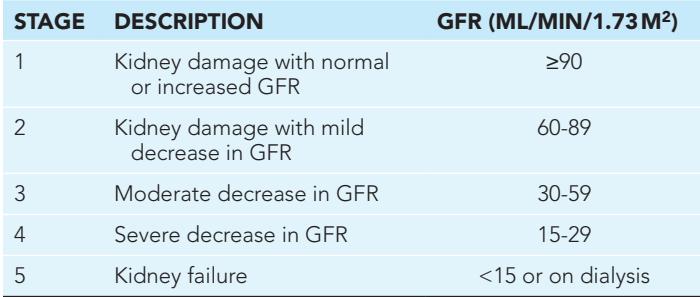 STAGE DESCRIPTION GFR (ML/MIN/1.73 M²)
1 Kidney damage with normal ≥90
or increased GFR
2 Kidney damage with mild 60-89
decrease in GFR
3 Moderate decrease in GFR 30-59
4 Severe decrease in GFR 15-29
5 Kidney failure <15 or on dialysis